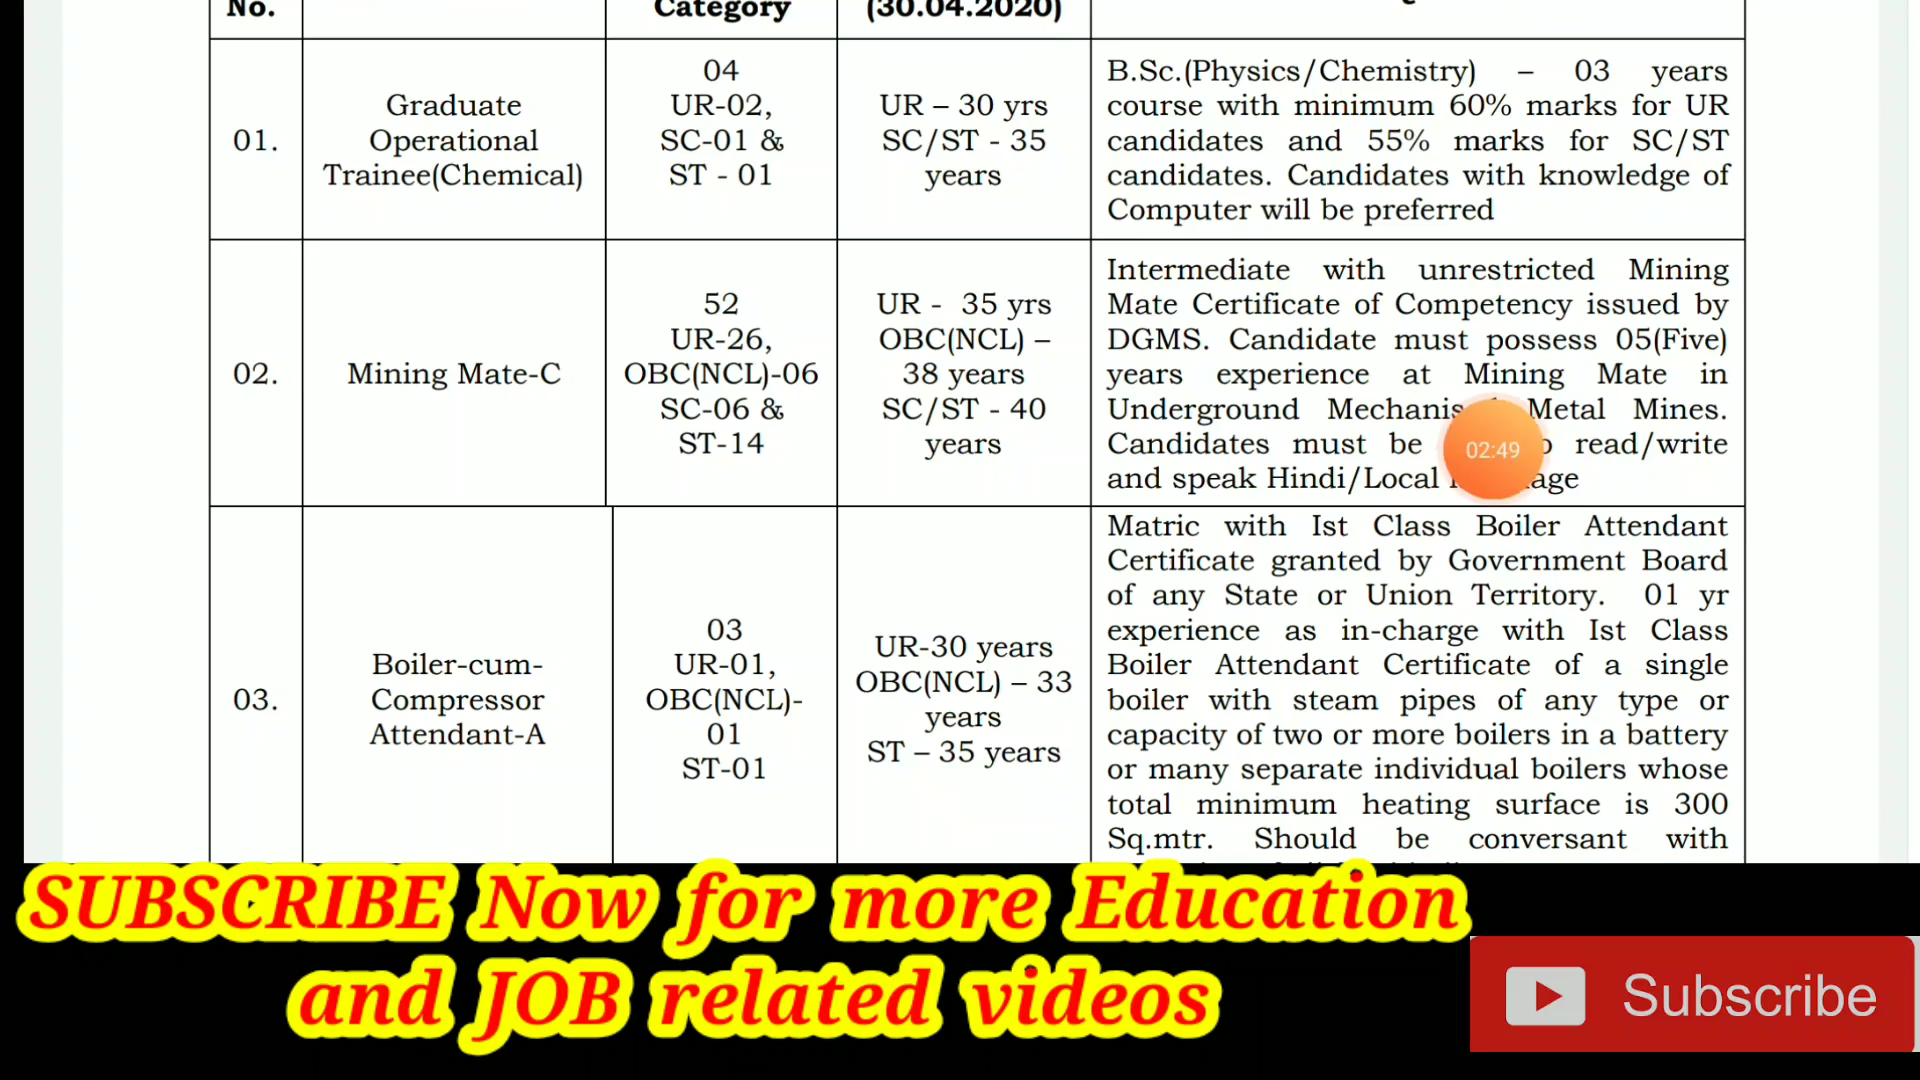 No.
Category
(30.04.2020)
01.
Graduate
Operational
Trainee(Chemical)
04
UR-02,
SC-01 &
ST - 01
UR – 30 yrs
SC/ST - 35
years
B.Sc.(Physics/Chemistry) – 03 years
course with minimum 60% marks for UR
candidates and 55% marks for SC/ST
candidates. Candidates with knowledge of
Computer will be preferred
02.
Mining Mate-C
52
UR-26,
OBC(NCL)-06
SC-06 &
ST-14
UR - 35 yrs
OBC(NCL) –
38 years
SC/ST - 40
years
Intermediate with unrestricted Mining
Mate Certificate of Competency issued by
DGMS. Candidate must possess 05(Five)
years experience at Mining Mate in
Underground Metal Mines.
Candidates must be read/write
and speak Hindi/Local
02:49
03.
Boiler-cum-
Compressor
Attendant-A
03
UR-01,
OBC(NCL)-
01
ST-01
UR-30 years
OBC(NCL) – 33
years
ST – 35 years
Matric with Ist Class Boiler Attendant
Certificate granted by Government Board
of any State or Union Territory. 01 yr
experience as in-charge with Ist Class
Boiler Attendant Certificate of a single
boiler with steam pipes of any type or
capacity of two or more boilers in a battery
or many separate individual boilers whose
total minimum heating surface is 300
Sq.mtr. Should be conversant with
SUBSCRIBE Now for more Education
and JOB related videos
Subscribe